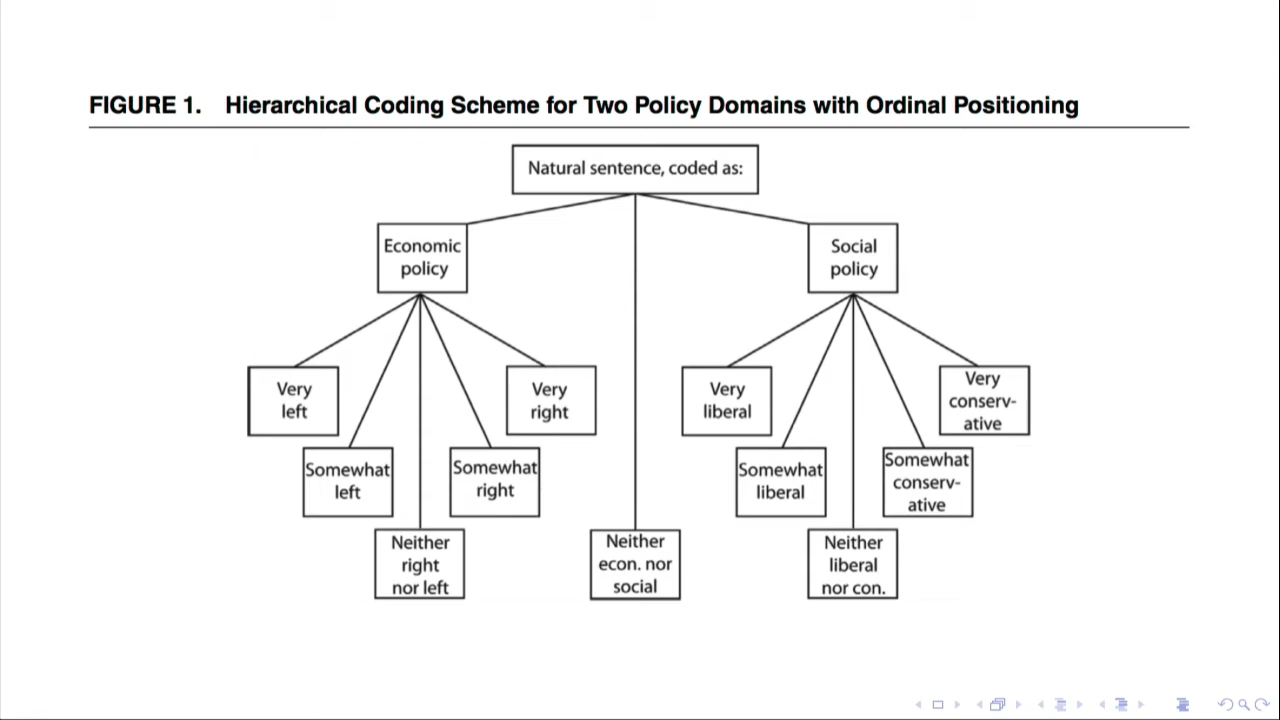 FIGURE 1. Hierarchical Coding Scheme for Two Policy Domains with Ordinal Positioning
Natural sentence, coded as:
Economic
policy
Social
policy
Very
left
Somewhat
left
Neither
right
nor left
Somewhat
right
Very
right
Neither
econ. nor
social
Very
liberal
Somewhat
liberal
Neither
liberal
nor con.
Somewhat
conserv-
ative
Very
conserv-
ative